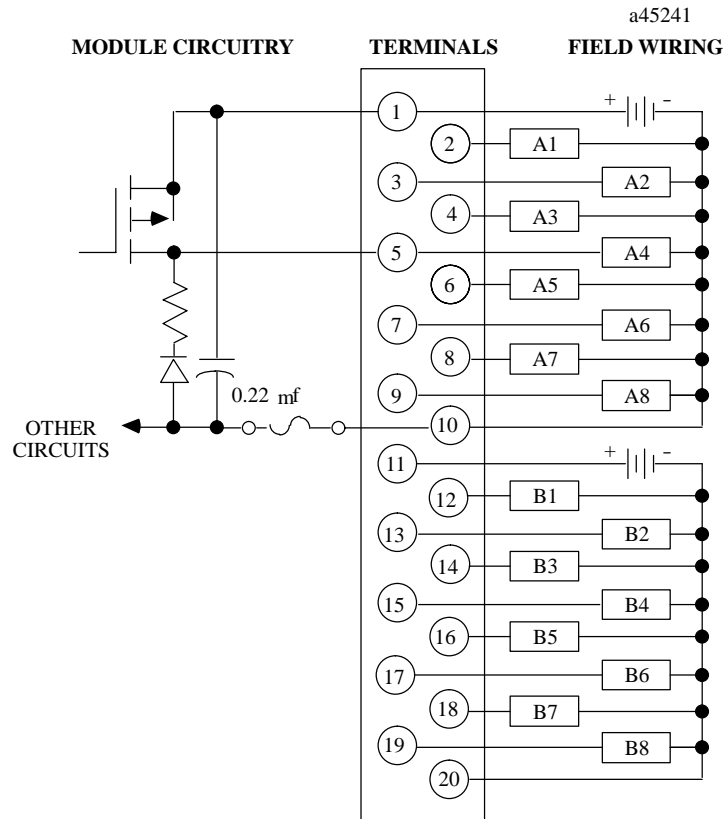 a45241
MODULE CIRCUITRY TERMINALS FIELD WIRING
1 + -
2 A1
3 A2
4 A3
5 A4
6 A5
7 A6
8 A7
0.22 mf 9 A8
10
OTHER
CIRCUITS
11 + -
12 B1
13 B2
14 B3
15 B4
16 B5
17 B6
18 B7
19 B8
20